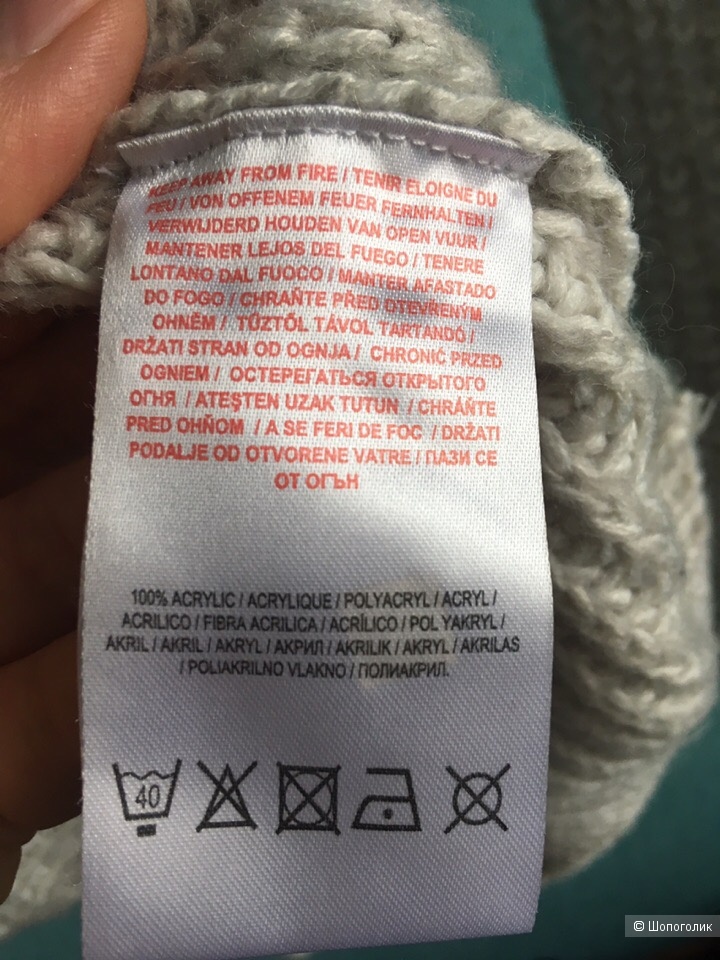 KEEP AWAY FROM FIRE / TENIR ELOIGNE DU
FEU / VON OFFENEM FEUER FERNHALTEN /
VERWIJDERD HOUDEN VAN OPEN VUUR /
MANTENER LEJOS DEL FUEGO / TENERE
LONTANO DAL FUOCO / MANTER AFASTADO
DO FOGO / CHRAŇTE PŘED OTEVŘENÝM
OHNĚM / TŰZTŐL TÁVOL TARTANDÓ /
DRŽATI STRAN OD OGNJA / CHRONIĆ PRZED
OGNIEM / ОСТЕРЕГАТЬСЯ ОТКРЫТОГО
ОГНЯ / ATEŞTEN UZAK TUTUN / CHRÁŇTE
PRED OHŇOM / A SE FERI DE FOC / DRŽATI
PODALJE OD OTVORENE VATRE / ПАЗИ СЕ
ОТ ОГЪН
100% ACRYLIC / ACRYLIQUE / POLYACRYL / ACRYL /
ACRILICO / FIBRA ACRILICA / ACRÍLICO / POLYAKRYL /
AKRIL / AKRIL / AKRYL / АКРИЛ / AKRILIK / AKRYL / AKRILAS
/ POLIAKRILNO VLAKNO / ПОЛИАКРИЛ.
40
© Шопоголик